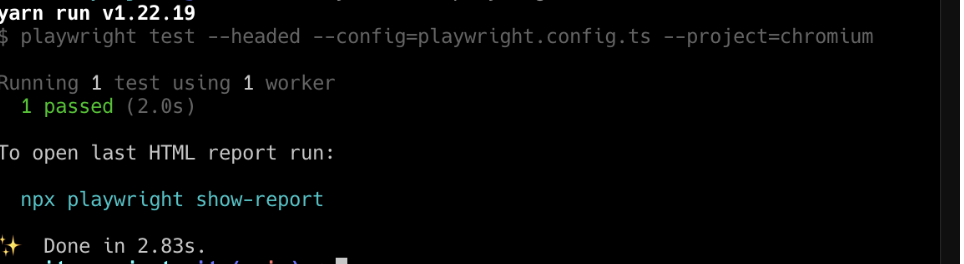 yarn run v1.22.19
$ playwright test --headed --config=playwright.config.ts --project=chromium
Running 1 test using 1 worker
1 passed (2.0s)
To open last HTML report run:
npx playwright show-report
✨ Done in 2.83s.